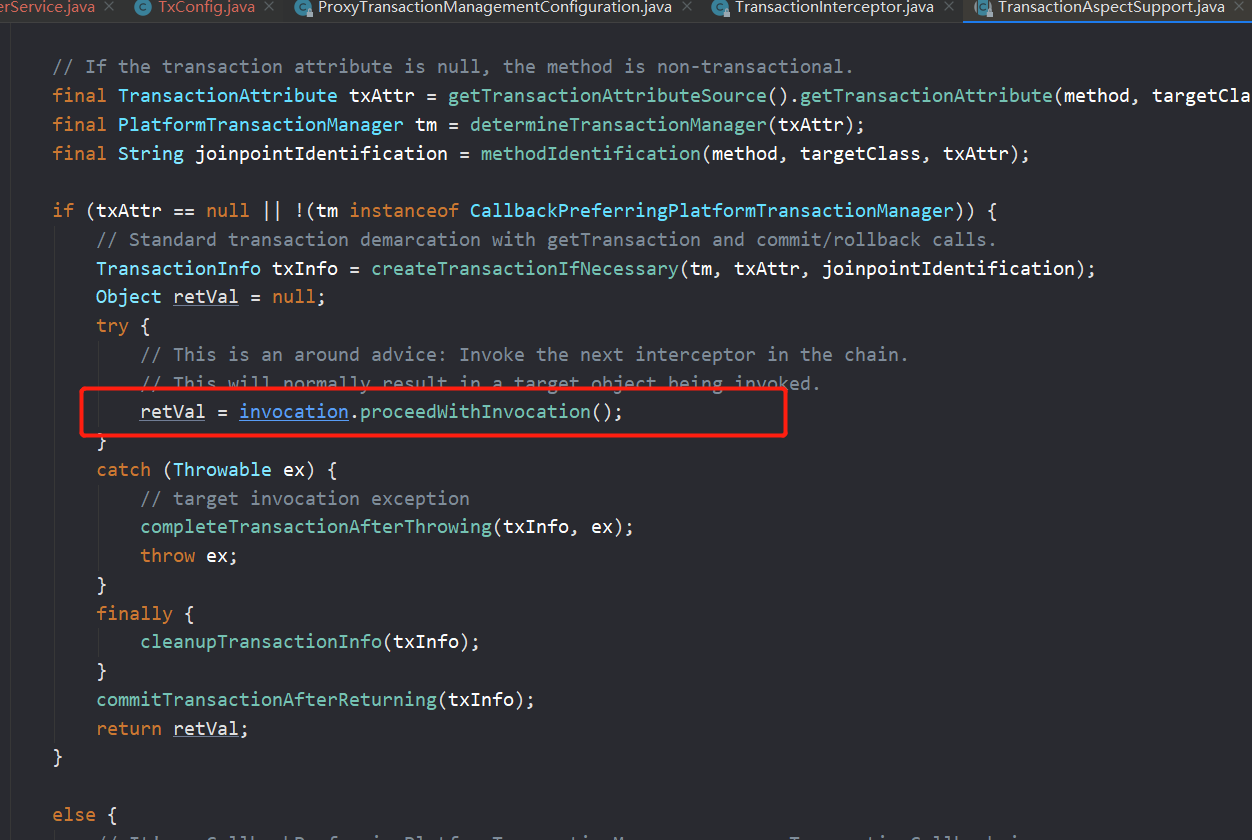 erService.java × TxConfig.java × ProxyTransactionManagementConfiguration.java × TransactionInterceptor.java × TransactionAspectSupport.java ×
// If the transaction attribute is null, the method is non-transactional.
final TransactionAttribute txAttr = getTransactionAttributeSource().getTransactionAttribute(method, targetCla
final PlatformTransactionManager tm = determineTransactionManager(txAttr);
final String joinpointIdentification = methodIdentification(method, targetClass, txAttr);
if (txAttr == null || !(tm instanceof CallbackPreferringPlatformTransactionManager)) {
// Standard transaction demarcation with getTransaction and commit/rollback calls.
TransactionInfo txInfo = createTransactionIfNecessary(tm, txAttr, joinpointIdentification);
Object retVal = null;
try {
// This is an around advice: Invoke the next interceptor in the chain.
// This will normally result in a target object being invoked.
retVal = invocation.proceedWithInvocation();
}
catch (Throwable ex) {
// target invocation exception
completeTransactionAfterThrowing(txInfo, ex);
throw ex;
}
finally {
cleanupTransactionInfo(txInfo);
}
commitTransactionAfterReturning(txInfo);
return retVal;
}
else {